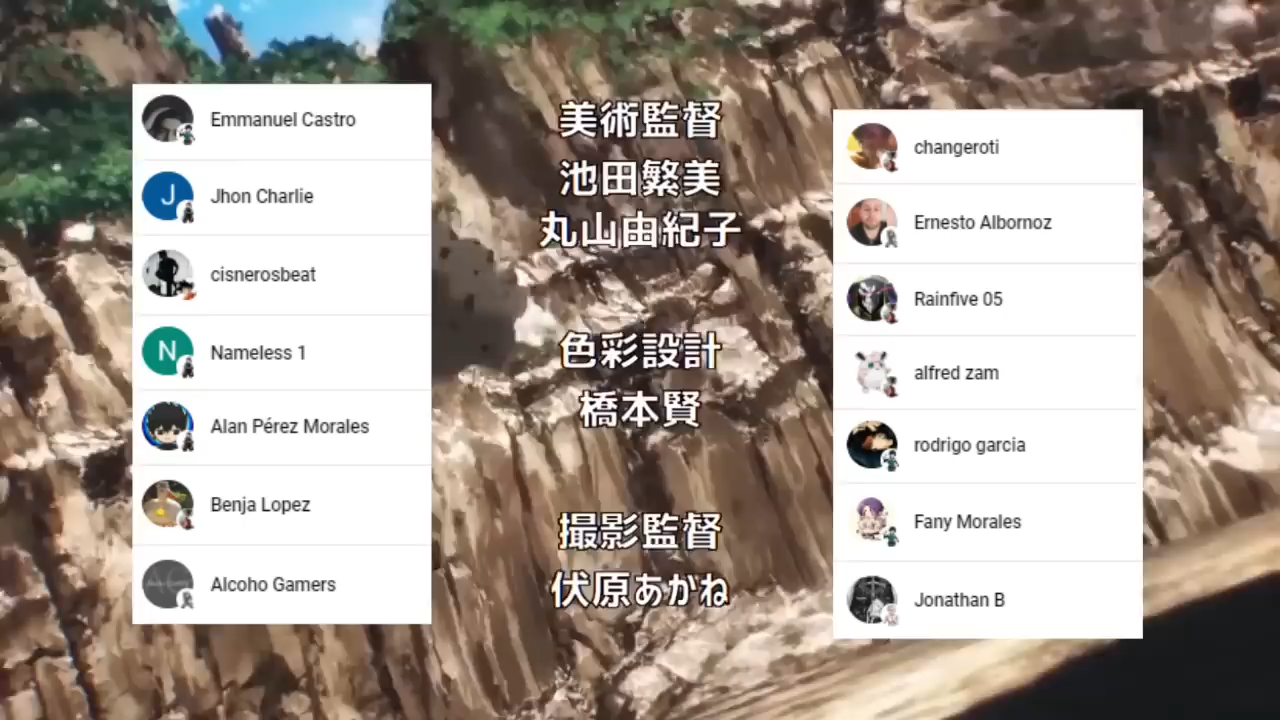 Emmanuel Castro
J
Jhon Charlie
cisnerosbeat
N
Nameless 1
Alan Pérez Morales
Benja Lopez
Alcoho Gamers
美術監督
池田繁美
丸山由紀子
色彩設計
橋本賢
撮影監督
伏原あかね
changeroti
Ernesto Albornoz
Rainfive 05
alfred zam
rodrigo garcia
Fany Morales
Jonathan B